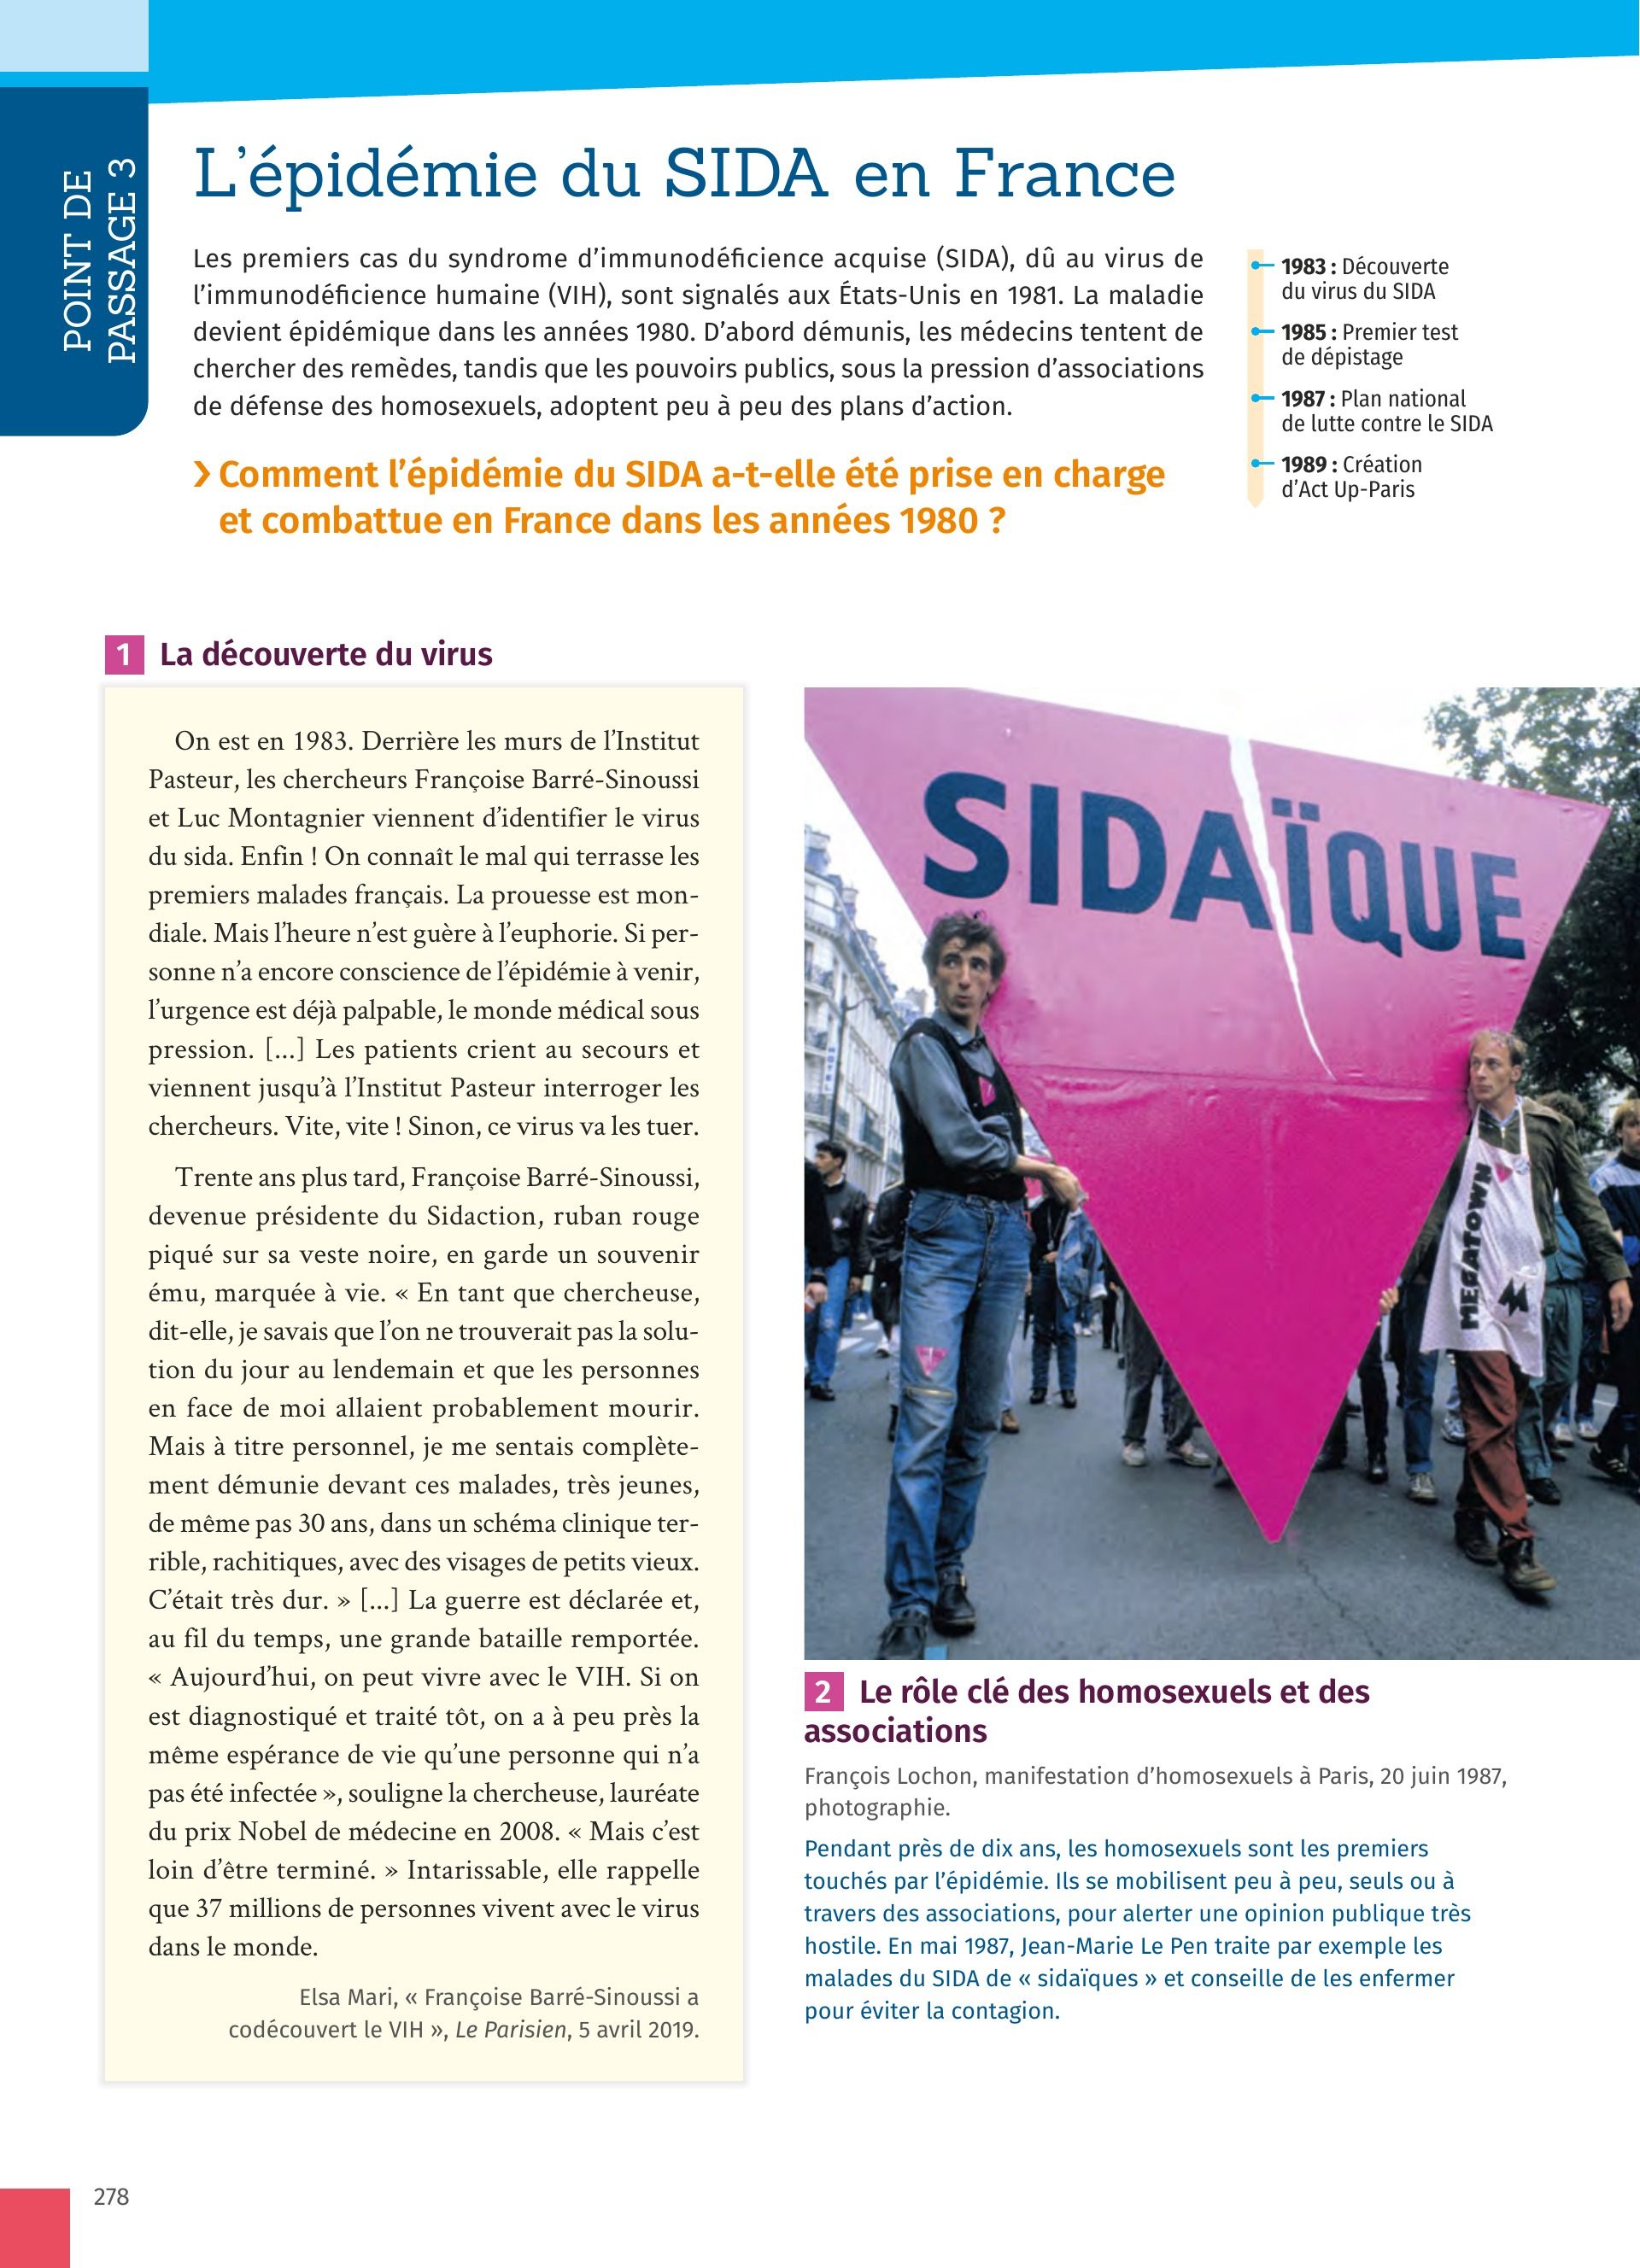 POINT DE
PASSAGE 3
L'épidémie du SIDA en France
Les premiers cas du syndrome d'immunodéficience acquise (SIDA), dû au virus de
l'immunodéficience humaine (VIH), sont signalés aux États-Unis en 1981. La maladie
devient épidémique dans les années 1980. D'abord démunis, les médecins tentent de
chercher des remèdes, tandis que les pouvoirs publics, sous la pression d'associations
de défense des homosexuels, adoptent peu à peu des plans d'action.
❯ Comment l'épidémie du SIDA a-t-elle été prise en charge
et combattue en France dans les années 1980 ?
1983 : Découverte
du virus du SIDA
1985 : Premier test
de dépistage
1987 : Plan national
de lutte contre le SIDA
1989 : Création
d'Act Up-Paris
1 La découverte du virus
On est en 1983. Derrière les murs de l'Institut
Pasteur, les chercheurs Françoise Barré-Sinoussi
et Luc Montagnier viennent d'identifier le virus
du sida. Enfin ! On connaît le mal qui terrasse les
premiers malades français. La prouesse est mon-
diale. Mais l'heure n'est guère à l'euphorie. Si per-
sonne n'a encore conscience de l'épidémie à venir,
l'urgence est déjà palpable, le monde médical sous
pression. [...] Les patients crient au secours et
viennent jusqu'à l'Institut Pasteur interroger les
chercheurs. Vite, vite ! Sinon, ce virus va les tuer.
Trente ans plus tard, Françoise Barré-Sinoussi,
devenue présidente du Sidaction, ruban rouge
piqué sur sa veste noire, en garde un souvenir
ému, marquée à vie. « En tant que chercheuse,
dit-elle, je savais que l'on ne trouverait pas la solu-
tion du jour au lendemain et que les personnes
en face de moi allaient probablement mourir.
Mais à titre personnel, je me sentais complète-
ment démunie devant ces malades, très jeunes,
de même pas 30 ans, dans un schéma clinique ter-
rible, rachitiques, avec des visages de petits vieux.
C'était très dur. » [...] La guerre est déclarée et,
au fil du temps, une grande bataille remportée.
« Aujourd'hui, on peut vivre avec le VIH. Si on
est diagnostiqué et traité tôt, on a à peu près la
même espérance de vie qu'une personne qui n'a
pas été infectée », souligne la chercheuse, lauréate
du prix Nobel de médecine en 2008. « Mais c'est
loin d'être terminé. » Intarissable, elle rappelle
que 37 millions de personnes vivent avec le virus
dans le monde.
Elsa Mari, « Françoise Barré-Sinoussi a
codécouvert le VIH », Le Parisien, 5 avril 2019.
SIDAÏQUE
MEGATOWN
2 Le rôle clé des homosexuels et des
associations
François Lochon, manifestation d'homosexuels à Paris, 20 juin 1987,
photographie.
Pendant près de dix ans, les homosexuels sont les premiers
touchés par l'épidémie. Ils se mobilisent peu à peu, seuls ou à
travers des associations, pour alerter une opinion publique très
hostile. En mai 1987, Jean-Marie Le Pen traite par exemple les
malades du SIDA de « sidaïques » et conseille de les enfermer
pour éviter la contagion.
278